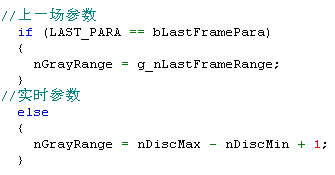 //上一场参数
if (LAST_PARA == bLastFramePara)
{
nGrayRange = g_nLastFrameRange;
}
//实时参数
else
{
nGrayRange = nDiscMax - nDiscMin + 1;
}